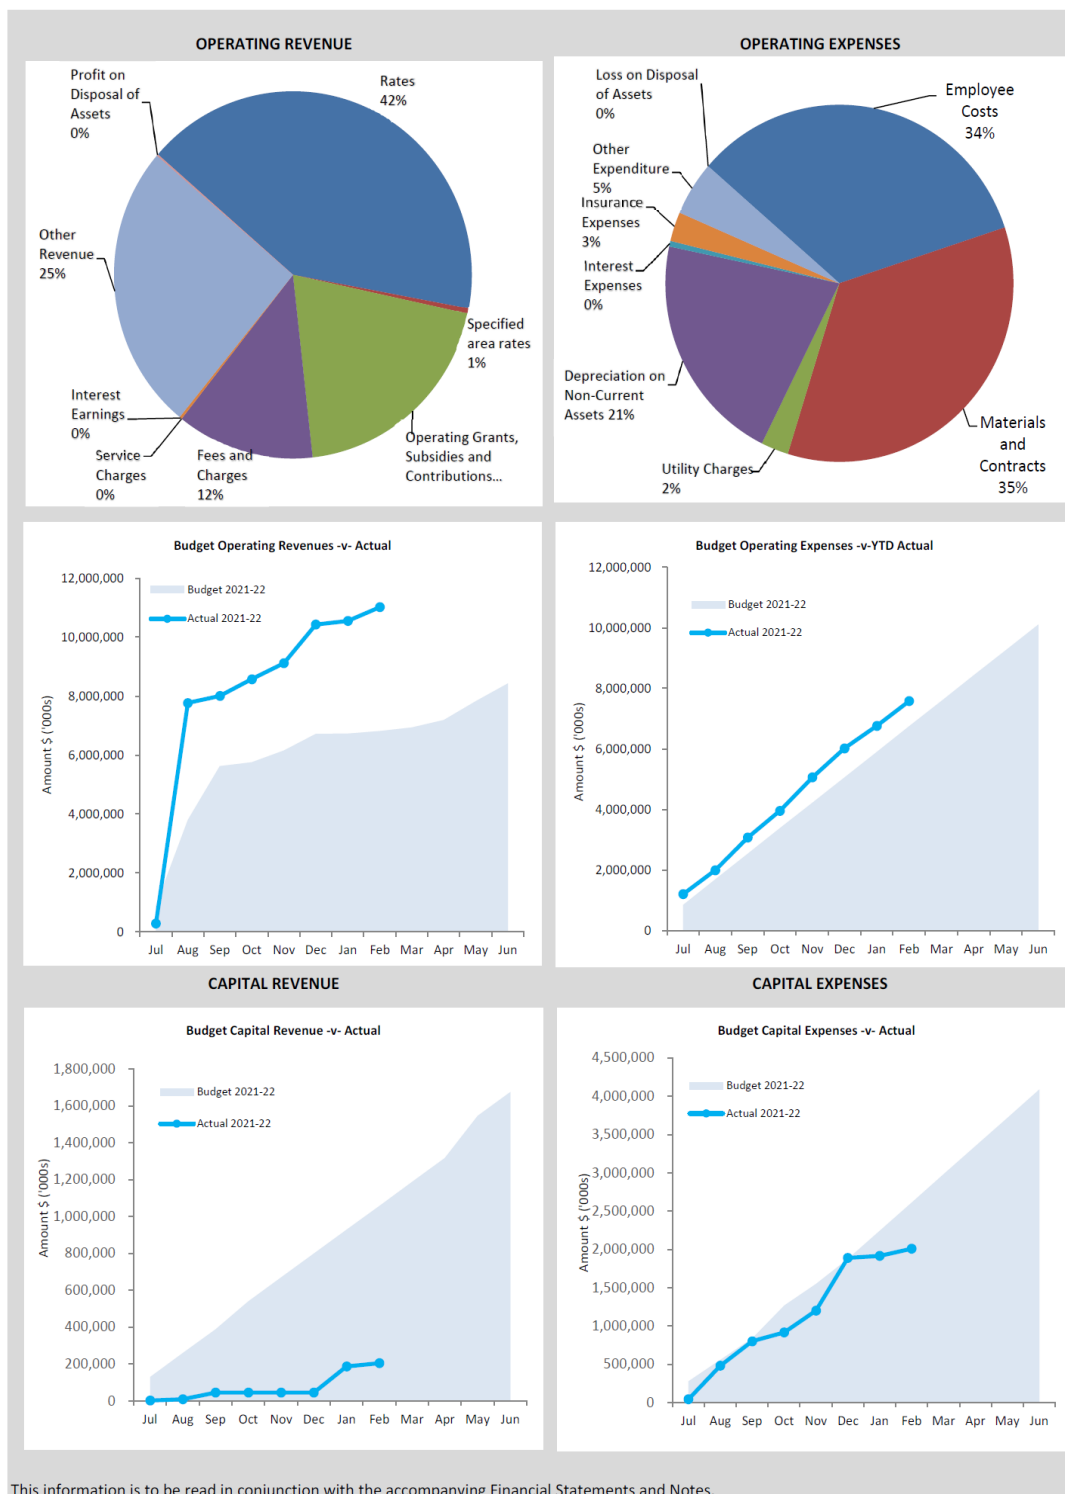 OPERATING REVENUE
Profit on
Disposal of
Assets
0%
Rates
42%
Other
Revenue
25%
Specified
area rates
1%
Interest
Earnings
0%
Service
Charges
0%
Fees and
Charges
12%
Operating Grants,
Subsidies and
Contributions...
OPERATING EXPENSES
Loss on Disposal
of Assets
0%
Employee
Costs
34%
Other
Expenditure
5%
Insurance
Expenses
3%
Interest
Expenses
0%
Depreciation on
Non-Current
Assets 21%
Utility Charges
2%
Materials
and
Contracts
35%
Budget Operating Revenues -v- Actual
Amount $ ('000s)
12,000,000
10,000,000
8,000,000
6,000,000
4,000,000
2,000,000
0
Budget 2021-22
Actual 2021-22
Jul Aug Sep Oct Nov Dec Jan Feb Mar Apr May Jun
Budget Operating Expenses -v-YTD Actual
Amount $ ('000s)
12,000,000
10,000,000
8,000,000
6,000,000
4,000,000
2,000,000
0
Budget 2021-22
Actual 2021-22
Jul Aug Sep Oct Nov Dec Jan Feb Mar Apr May Jun
CAPITAL REVENUE
Budget Capital Revenue -v- Actual
Amount $ ('000s)
1,800,000
1,600,000
1,400,000
1,200,000
1,000,000
800,000
600,000
400,000
200,000
0
Budget 2021-22
Actual 2021-22
Jul Aug Sep Oct Nov Dec Jan Feb Mar Apr May Jun
CAPITAL EXPENSES
Budget Capital Expenses -v- Actual
Amount $ ('000s)
4,500,000
4,000,000
3,500,000
3,000,000
2,500,000
2,000,000
1,500,000
1,000,000
500,000
0
Budget 2021-22
Actual 2021-22
Jul Aug Sep Oct Nov Dec Jan Feb Mar Apr May Jun
This information is to be read in conjunction with the accompanying Financial Statements and Notes.